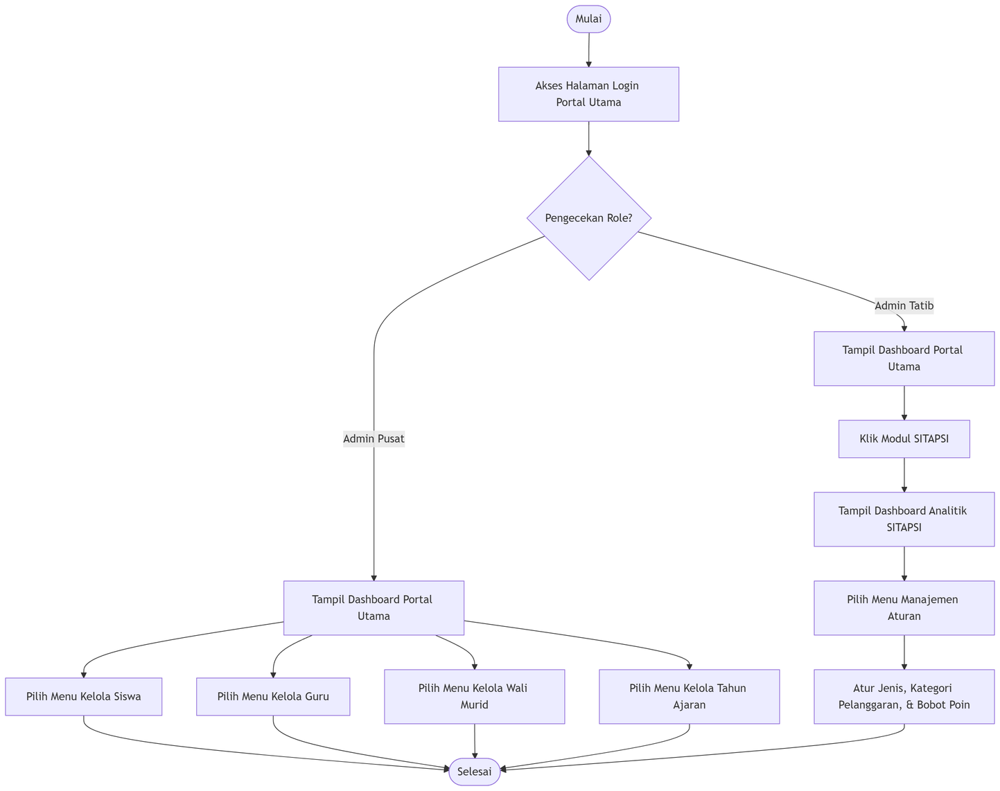 Mulai
Akses Halaman Login
Portal Utama
Pengecekan Role?
Admin Tatib
Tampil Dashboard Portal
Utama
Klik Modul SITAPSI
Admin Pusat
Tampil Dashboard Analitik
SITAPSI
Tampil Dashboard Portal
Utama
Pilih Menu Manajemen
Aturan
Pilih Menu Kelola Siswa
Pilih Menu Kelola Guru
Pilih Menu Kelola Wali
Murid
Pilih Menu Kelola Tahun
Ajaran
Atur Jenis, Kategori
Pelanggaran, & Bobot Poin
Selesai